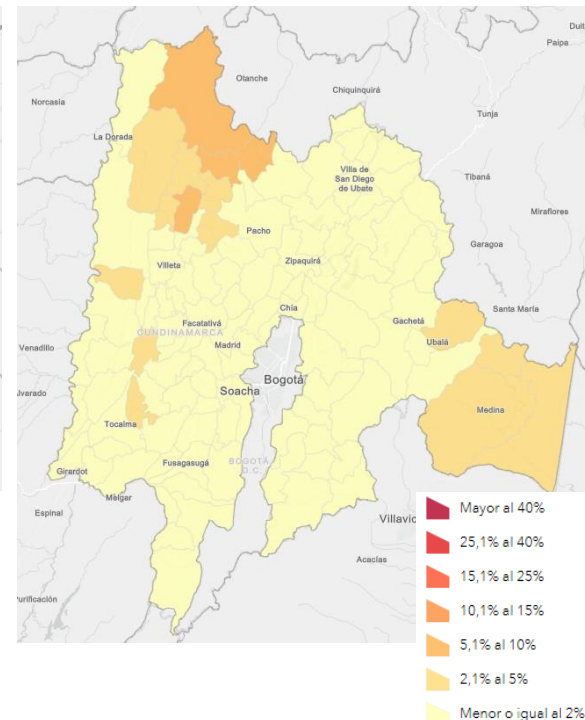 Duit
Paipa
Otanche
Chiquinquirá
Norcasia
Tunja
La Dorada
Villa de
San Diego
de Ubate
Tibaná
Miraflores
Pacho
Garagoa
Villeta
Zipaquirá
Chía
Santa María
Gachetá
Facatativá
CUNDINAMARCA
Venadillo
Madrid
Ubalá
Bogotá
Soacha
Alvarado
Medina
Tocaima
BOGOTÁ
D.C.
Girardot
Fusagasugá
Melgar
Espinal
Villavic
Acacías
Purificación
Mayor al 40%
25,1% al 40%
15,1% al 25%
10,1% al 15%
5,1% al 10%
2,1% al 5%
Menor o igual al 2%